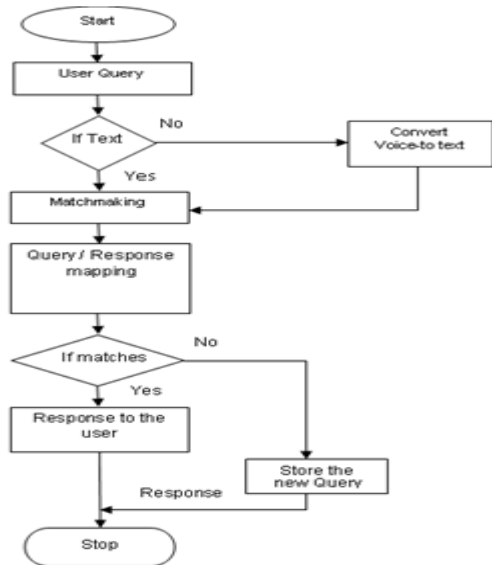 Start
User Query
If Text
No
Convert
Voice-to text
Yes
Matchmaking
Query / Response
mapping
If matches
No
Yes
Response to the
user
Store the
new Query
Response
Stop